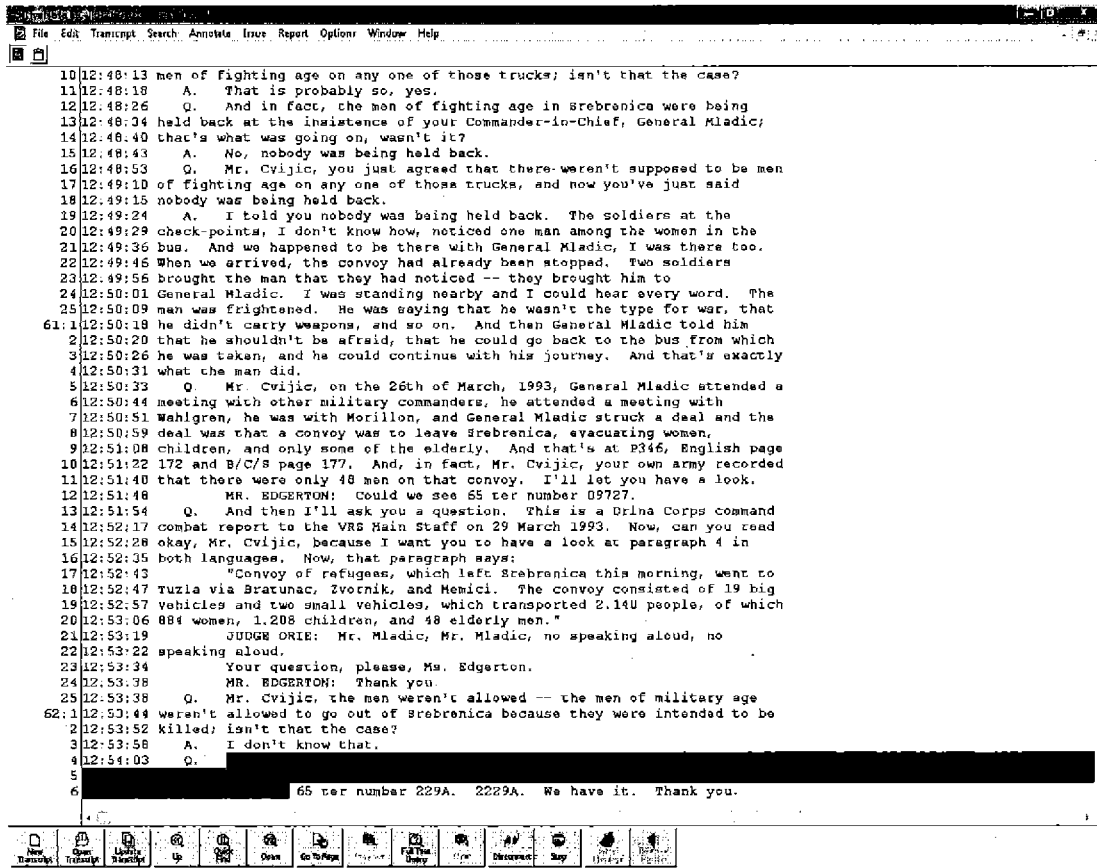 File Edit Transcript Search Annotate Issue Report Options Window Help
10 12:48:13 men of fighting age on any one of those trucks; isn't that the case?
11 12:48:18 A. That is probably so, yes.
12 12:48:26 Q. And in fact, the men of fighting age in Srebrenica were being
13 12:48:34 held back at the insistence of your Commander-in-Chief, General Mladic;
14 12:48:40 that's what was going on, wasn't it?
15 12:48:43 A. No, nobody was being held back.
16 12:48:53 Q. Mr. Cvijic, you just agreed that there weren't supposed to be men
17 12:49:10 of fighting age on any one of those trucks, and now you've just said
18 12:49:15 nobody was being held back.
19 12:49:24 A. I told you nobody was being held back. The soldiers at the
20 12:49:29 check-points, I don't know how, noticed one man among the women in the
21 12:49:36 bus. And we happened to be there with General Mladic, I was there too.
22 12:49:46 When we arrived, the convoy had already been stopped. Two soldiers
23 12:49:56 brought the man that they had noticed -- they brought him to
24 12:50:01 General Mladic. I was standing nearby and I could hear every word. The
25 12:50:09 man was frightened. He was saying that he wasn't the type for war, that
61:1 12:50:18 he didn't carry weapons, and so on. And then General Mladic told him
2 12:50:20 that he shouldn't be afraid, that he could go back to the bus from which
3 12:50:26 he was taken, and he could continue with his journey. And that's exactly
4 12:50:31 what the man did.
5 12:50:33 Q. Mr. Cvijic, on the 26th of March, 1993, General Mladic attended a
6 12:50:44 meeting with other military commanders, he attended a meeting with
7 12:50:51 Wahlgren, he was with Morillon, and General Mladic struck a deal and the
8 12:50:59 deal was that a convoy was to leave Srebrenica, evacuating women,
9 12:51:08 children, and only some of the elderly. And that's at P346, English page
10 12:51:22 172 and B/C/S page 177. And, in fact, Mr. Cvijic, your own army recorded
11 12:51:40 that there were only 48 men on that convoy. I'll let you have a look.
12 12:51:48 MR. EDGERTON: Could we see 65 ter number 09727.
13 12:51:54 Q. And then I'll ask you a question. This is a Drina Corps command
14 12:52:17 combat report to the VRS Main Staff on 29 March 1993. Now, can you read
15 12:52:28 okay, Mr. Cvijic, because I want you to have a look at paragraph 4 in
16 12:52:35 both languages. Now, that paragraph says:
17 12:52:43 "Convoy of refugees, which left Srebrenica this morning, went to
18 12:52:47 Tuzla via Bratunac, Zvornik, and Memici. The convoy consisted of 19 big
19 12:52:57 vehicles and two small vehicles, which transported 2.140 people, of which
20 12:53:06 884 women, 1.208 children, and 48 elderly men."
21 12:53:19 JUDGE ORIE: Mr. Mladic, Mr. Mladic, no speaking aloud, no
22 12:53:22 speaking aloud.
23 12:53:34 Your question, please, Ms. Edgerton.
24 12:53:38 MR. EDGERTON: Thank you.
25 12:53:38 Q. Mr. Cvijic, the men weren't allowed -- the men of military age
62:1 12:53:44 weren't allowed to go out of Srebrenica because they were intended to be
2 12:53:52 killed; isn't that the case?
3 12:53:58 A. I don't know that.
4 12:54:03 Q.
5
6 65 ter number 229A. 2229A. We have it. Thank you.
New Transcript Open Transcript Update Transcript Up Quick Find Down Go To Page Full Text Query Disconnect Stop